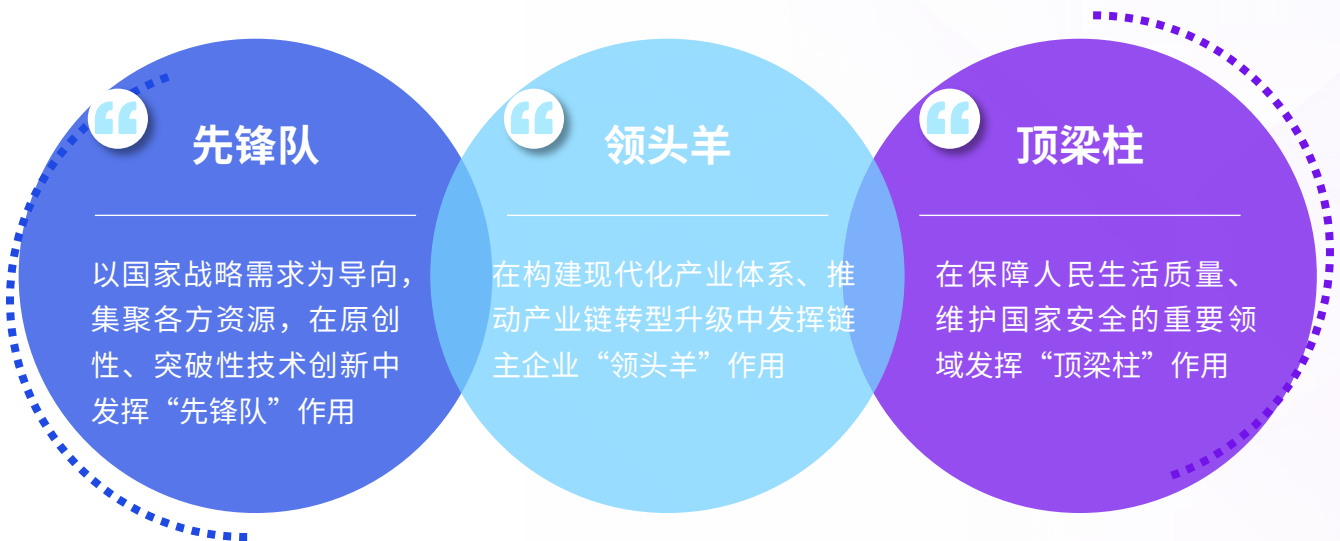 先锋队
以国家战略需求为导向，
集聚各方资源，在原创
性、突破性技术创新中
发挥“先锋队”作用
领头羊
在构建现代化产业体系、推
动产业链转型升级中发挥链
主企业“领头羊”作用
顶梁柱
在保障人民生活质量、
维护国家安全的重要领
域发挥“顶梁柱”作用